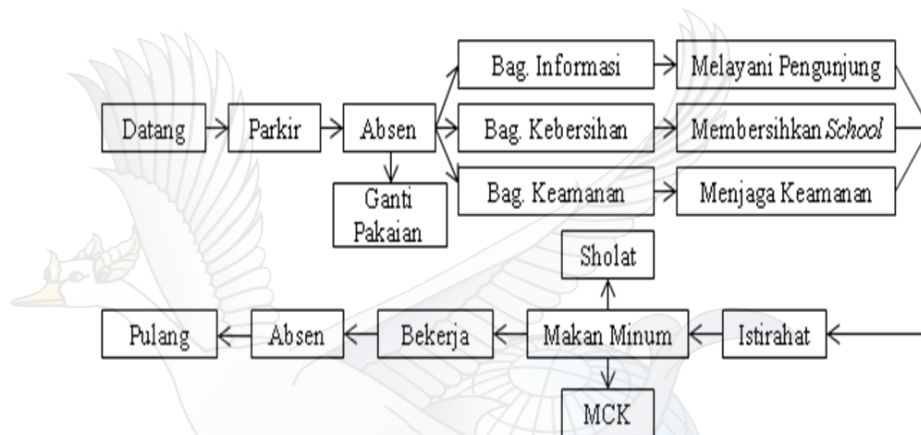 Bag. Informasi
Melayani Pengunjung
Datang
Parkir
Absen
Bag. Kebersihan
Membersihkan School
Bag. Keamanan
Menjaga Keamanan
Ganti
Pakaian
Sholat
Pulang
Absen
Bekerja
Makan Minum
Istirahat
MCK